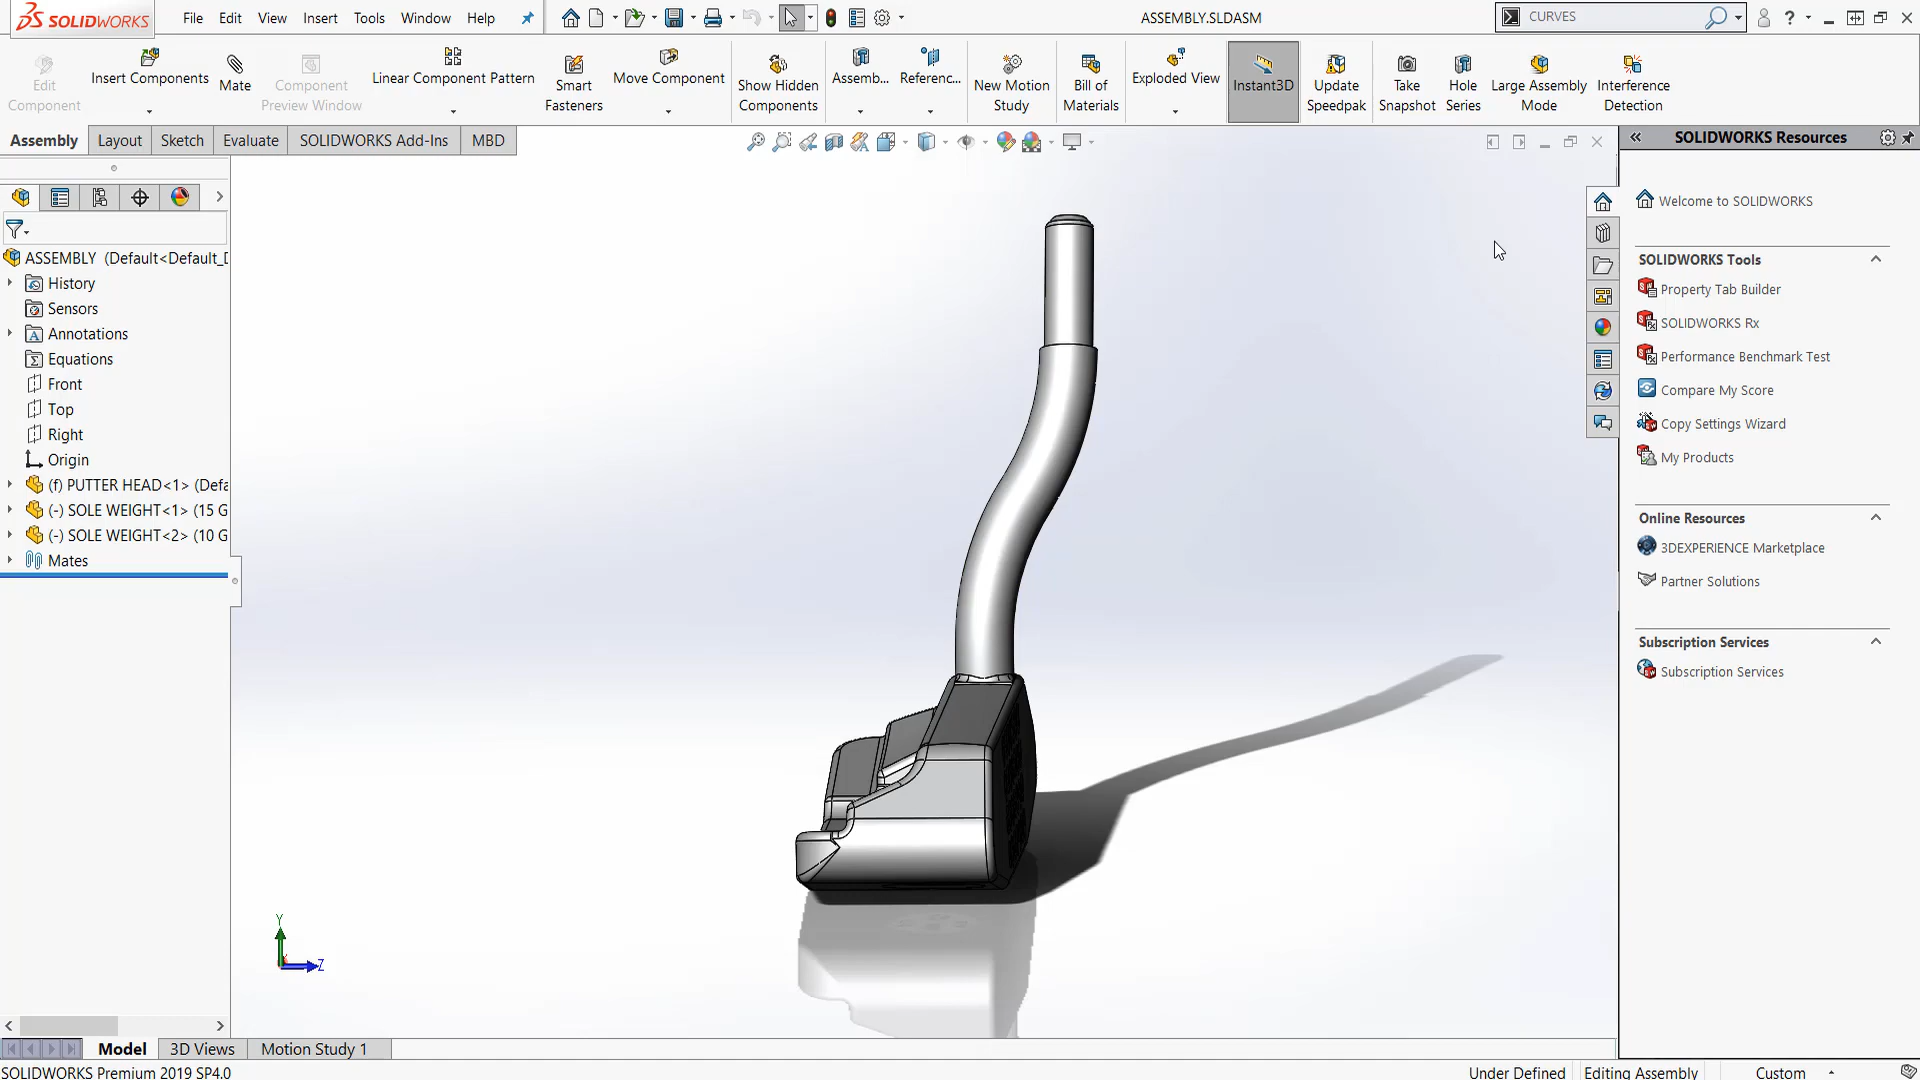 SOLIDWORKS
File Edit View Insert Tools Window Help
ASSEMBLY.SLDASM
CURVES
?
Edit Component
Insert Components
Mate
Component Preview Window
Linear Component Pattern
Smart Fasteners
Move Component
Show Hidden Components
Assemb...
Referenc...
New Motion Study
Bill of Materials
Exploded View
Instant3D
Update Speedpak
Take Snapshot
Hole Series
Large Assembly Mode
Interference Detection
Assembly Layout Sketch Evaluate SOLIDWORKS Add-Ins MBD
ASSEMBLY (Default<Default_D
History
Sensors
Annotations
Equations
Front
Top
Right
Origin
(f) PUTTER HEAD<1> (Defa
(-) SOLE WEIGHT<1> (15 G
(-) SOLE WEIGHT<2> (10 G
Mates
Y
Z
SOLIDWORKS Resources
Welcome to SOLIDWORKS
SOLIDWORKS Tools
Property Tab Builder
SOLIDWORKS Rx
Performance Benchmark Test
Compare My Score
Copy Settings Wizard
My Products
Online Resources
3DEXPERIENCE Marketplace
Partner Solutions
Subscription Services
Subscription Services
Model 3D Views Motion Study 1
SOLIDWORKS Premium 2019 SP4.0
Under Defined Editing Assembly Custom